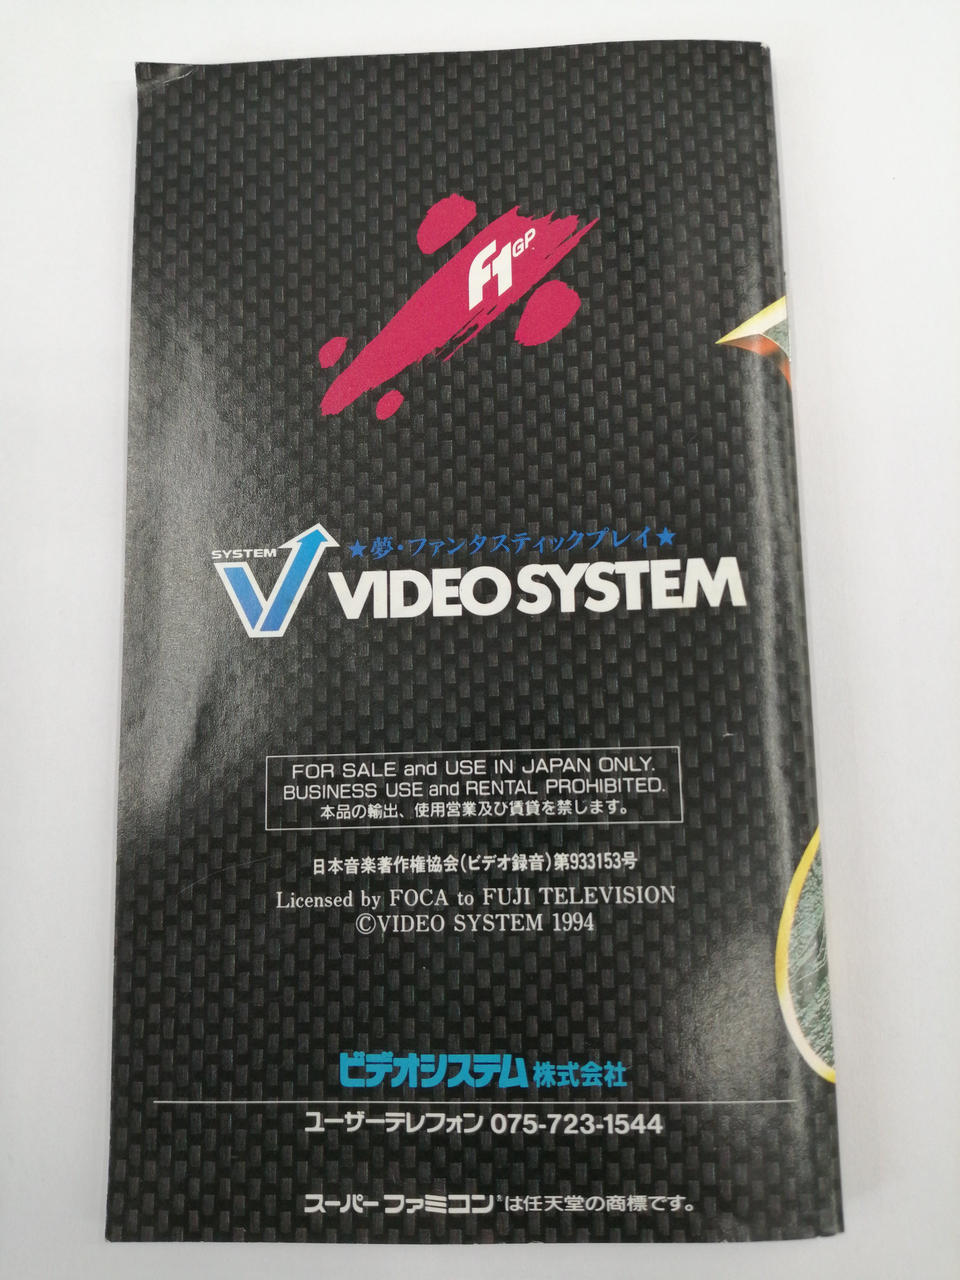 F1 GP
SYSTEM
★夢・ファンタスティックプレイ★
VIDEO SYSTEM
FOR SALE and USE IN JAPAN ONLY.
BUSINESS USE and RENTAL PROHIBITED.
本品の輸出、使用営業及び賃貸を禁じます。
日本音楽著作権協会(ビデオ録音)第933153号
Licensed by FOCA to FUJI TELEVISION
©VIDEO SYSTEM 1994
ビデオシステム株式会社
ユーザーテレフォン 075-723-1544
スーパーファミコン®は任天堂の商標です。